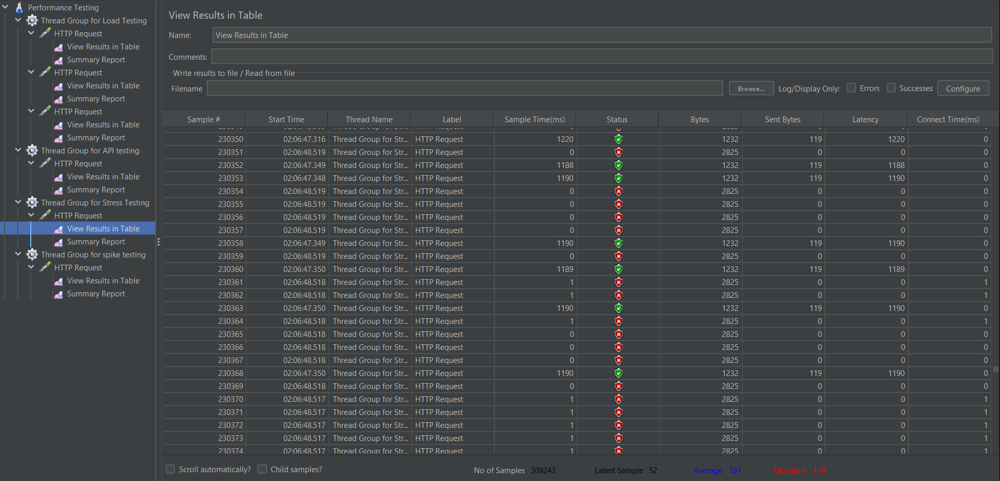 Performance Testing
Thread Group for Load Testing
HTTP Request
View Results in Table
Summary Report
HTTP Request
View Results in Table
Summary Report
HTTP Request
View Results in Table
Summary Report
Thread Group for API testing
HTTP Request
View Results in Table
Summary Report
Thread Group for Stress Testing
HTTP Request
View Results in Table
Summary Report
Thread Group for spike testing
HTTP Request
View Results in Table
Summary Report
View Results in Table
Name: View Results in Table
Comments:
Write results to file / Read from file
Filename Browse... Log/Display Only: Errors Successes Configure
Sample # Start Time Thread Name Label Sample Time(ms) Status Bytes Sent Bytes Latency Connect Time(ms)
230350 02:06:47.316 Thread Group for Str... HTTP Request 1220 1232 119 1220 0
230351 02:06:48.519 Thread Group for Str... HTTP Request 0 2825 0 0 0
230352 02:06:47.349 Thread Group for Str... HTTP Request 1188 1232 119 1188 0
230353 02:06:47.348 Thread Group for Str... HTTP Request 1190 1232 119 1190 0
230354 02:06:48.519 Thread Group for Str... HTTP Request 0 2825 0 0 0
230355 02:06:48.519 Thread Group for Str... HTTP Request 0 2825 0 0 0
230356 02:06:48.519 Thread Group for Str... HTTP Request 0 2825 0 0 0
230357 02:06:48.519 Thread Group for Str... HTTP Request 0 2825 0 0 0
230358 02:06:47.349 Thread Group for Str... HTTP Request 1190 1232 119 1190 0
230359 02:06:48.519 Thread Group for Str... HTTP Request 0 2825 0 0 0
230360 02:06:47.350 Thread Group for Str... HTTP Request 1189 1232 119 1189 0
230361 02:06:48.518 Thread Group for Str... HTTP Request 1 2825 0 0 1
230362 02:06:48.518 Thread Group for Str... HTTP Request 1 2825 0 0 1
230363 02:06:47.350 Thread Group for Str... HTTP Request 1190 1232 119 1190 0
230364 02:06:48.518 Thread Group for Str... HTTP Request 1 2825 0 0 1
230365 02:06:48.518 Thread Group for Str... HTTP Request 0 2825 0 0 0
230366 02:06:48.518 Thread Group for Str... HTTP Request 0 2825 0 0 0
230367 02:06:48.518 Thread Group for Str... HTTP Request 0 2825 0 0 0
230368 02:06:47.350 Thread Group for Str... HTTP Request 1190 1232 119 1190 0
230369 02:06:48.518 Thread Group for Str... HTTP Request 0 2825 0 0 0
230370 02:06:48.517 Thread Group for Str... HTTP Request 1 2825 0 0 1
230371 02:06:48.517 Thread Group for Str... HTTP Request 1 2825 0 0 1
230372 02:06:48.517 Thread Group for Str... HTTP Request 1 2825 0 0 1
230373 02:06:48.517 Thread Group for Str... HTTP Request 1 2825 0 0 1
230374 02:06:48.517 Thread Group for Str... HTTP Request 1 2825 0 0 1
Scroll automatically? Child samples? No of Samples 309243 Latest Sample 52 Average 181 Deviation 178